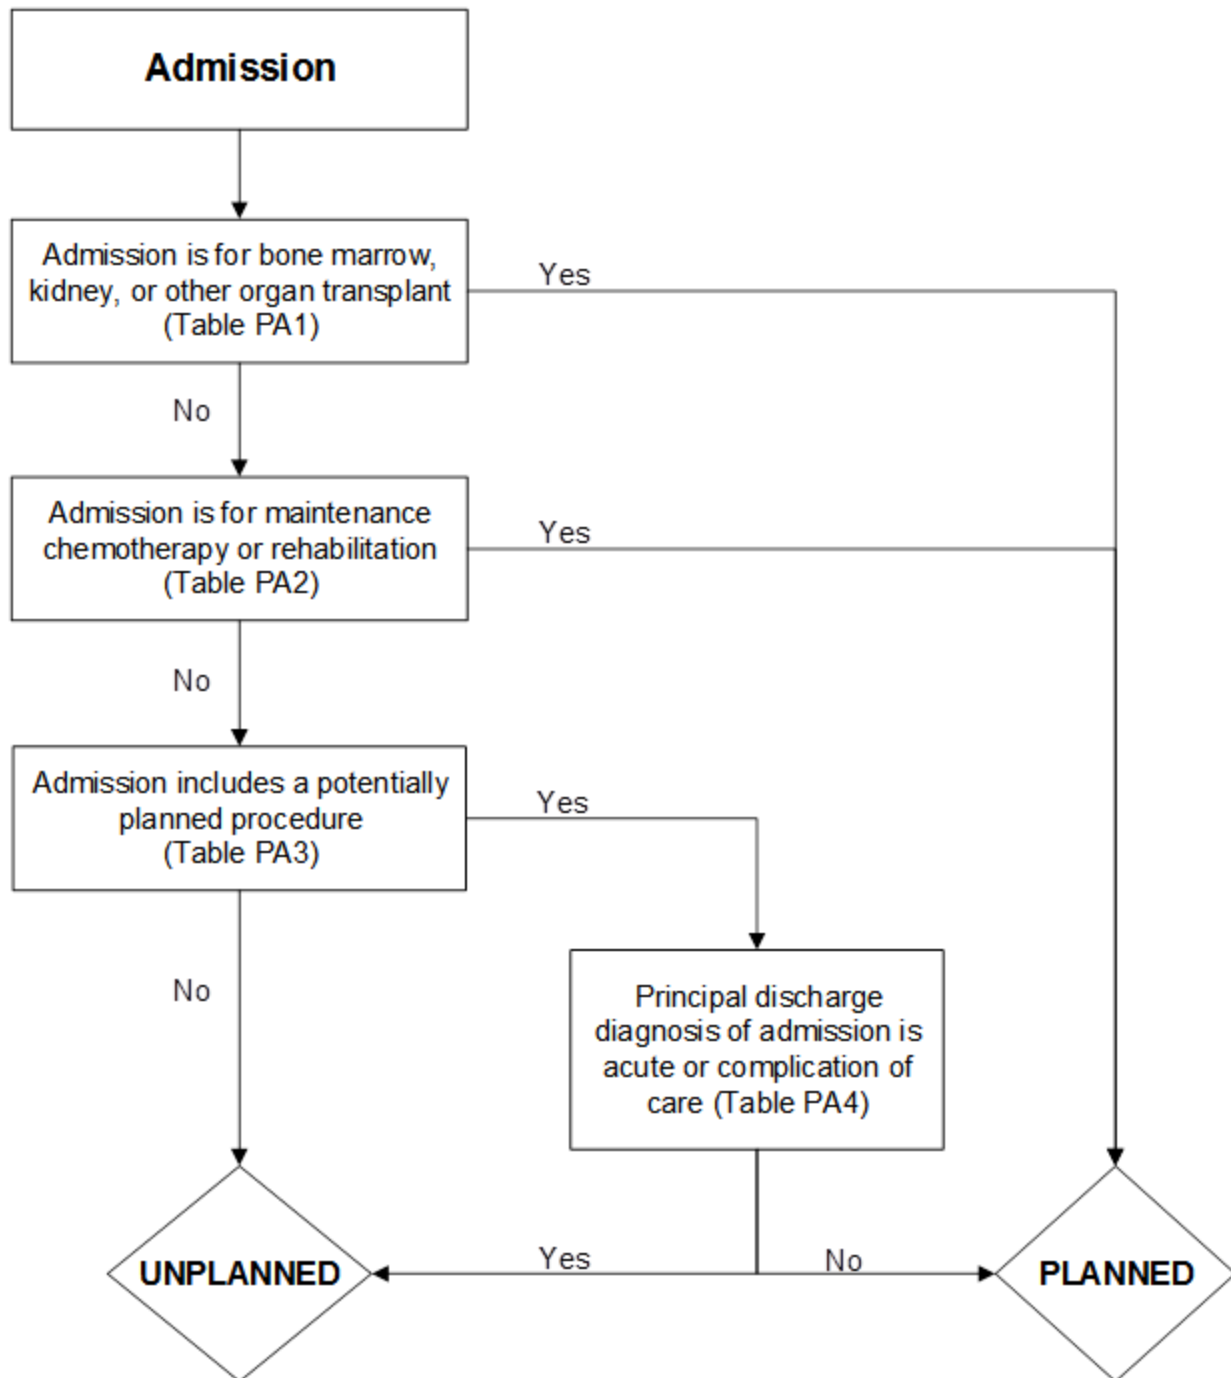 Admission
Admission is for bone marrow,
kidney, or other organ transplant
(Table PA1)
Yes
No
Admission is for maintenance
chemotherapy or rehabilitation
(Table PA2)
Yes
No
Admission includes a potentially
planned procedure
(Table PA3)
Yes
No
Principal discharge
diagnosis of admission is
acute or complication of
care (Table PA4)
Yes
No
UNPLANNED
PLANNED